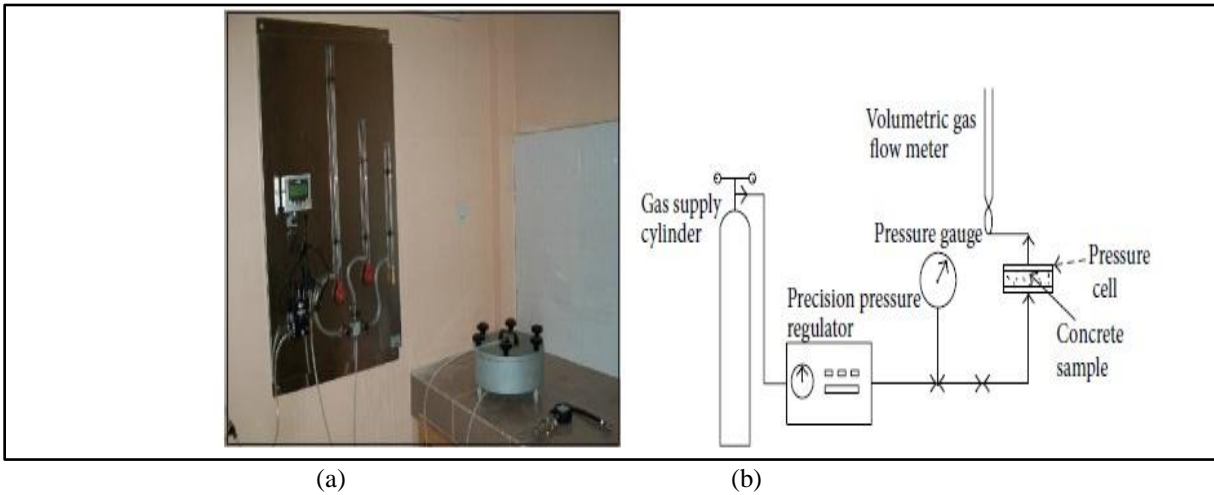 Volumetric gas
flow meter
Gas supply
cylinder
Pressure gauge
Pressure
cell
Precision pressure
regulator
Concrete
sample
(a)
(b)